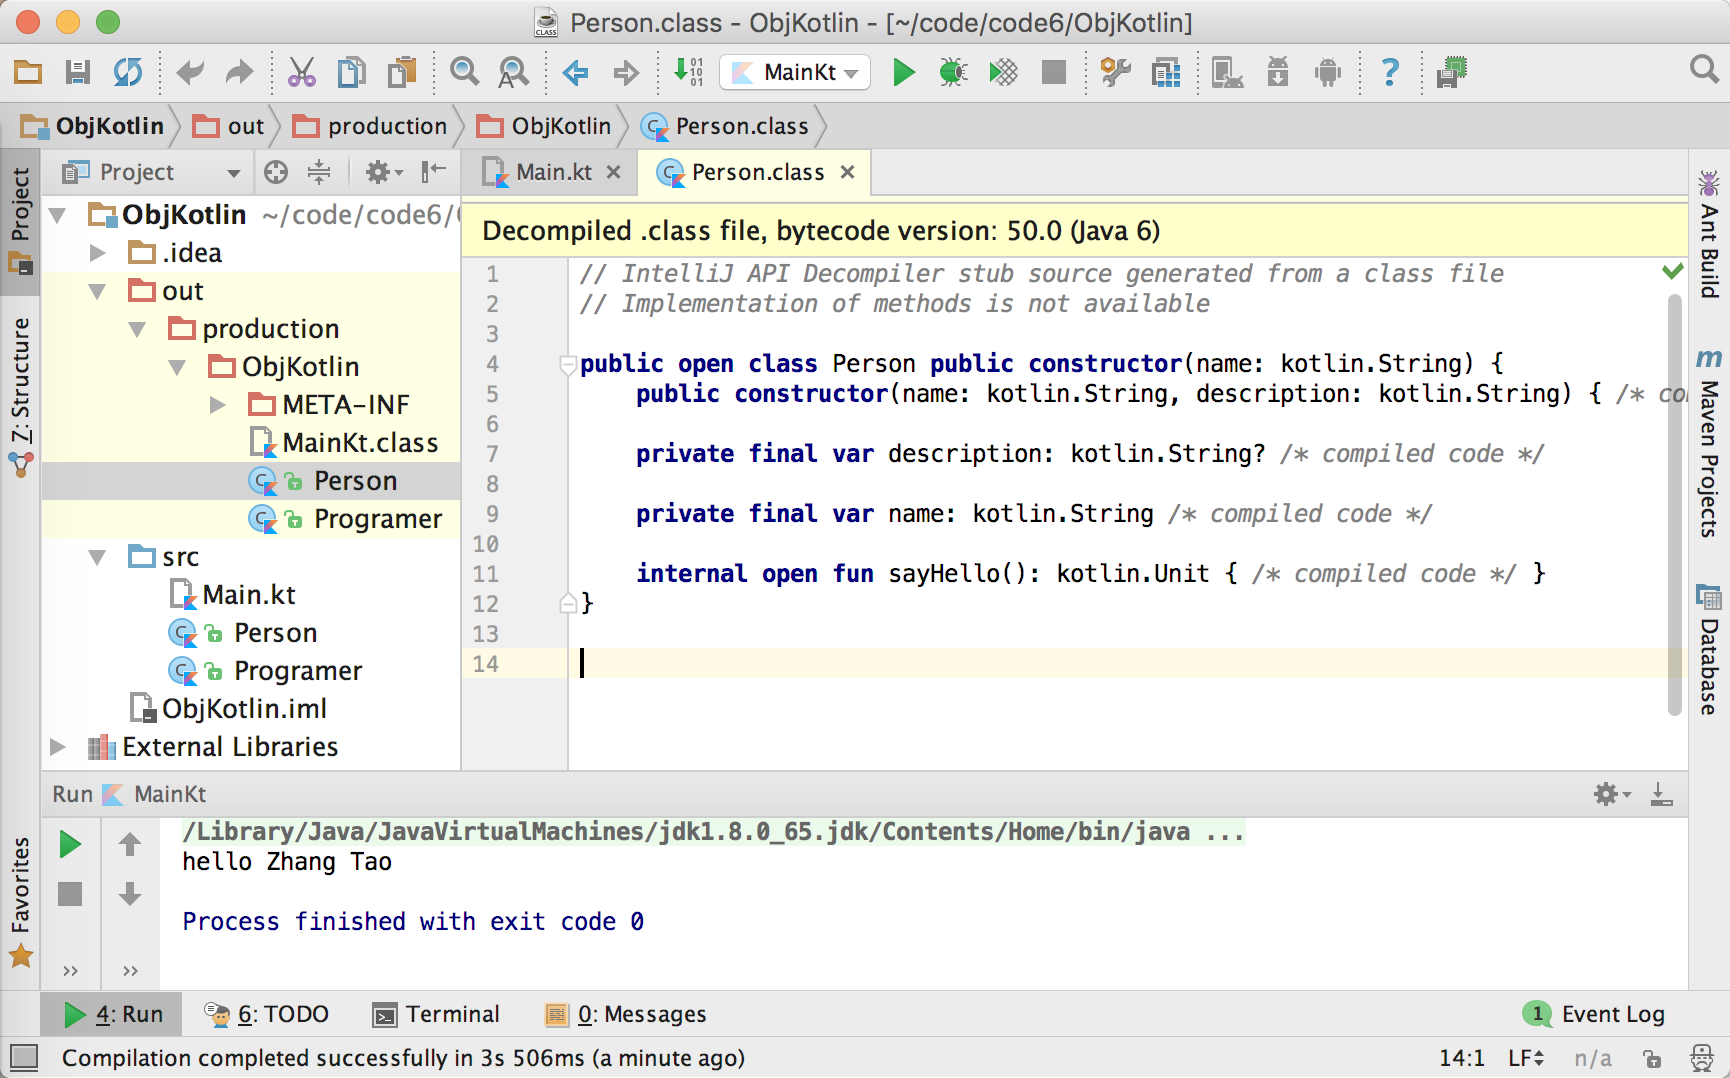 Person.class - ObjKotlin - [~/code/code6/ObjKotlin]
MainKt
ObjKotlin out production ObjKotlin Person.class
Project
Main.kt Person.class
Project
Z: Structure
Favorites
ObjKotlin ~/code/code6/
.idea
out
production
ObjKotlin
META-INF
MainKt.class
Person
Programer
src
Main.kt
Person
Programer
ObjKotlin.iml
External Libraries
Decompiled .class file, bytecode version: 50.0 (Java 6)
1 // IntelliJ API Decompiler stub source generated from a class file
2 // Implementation of methods is not available
3
4 public open class Person public constructor(name: kotlin.String) {
5 public constructor(name: kotlin.String, description: kotlin.String) { /* co
6
7 private final var description: kotlin.String? /* compiled code */
8
9 private final var name: kotlin.String /* compiled code */
10
11 internal open fun sayHello(): kotlin.Unit { /* compiled code */ }
12 }
13
14
Ant Build
m Maven Projects
Database
Run MainKt
/Library/Java/JavaVirtualMachines/jdk1.8.0_65.jdk/Contents/Home/bin/java ...
hello Zhang Tao
Process finished with exit code 0
4: Run 6: TODO Terminal 0: Messages 1 Event Log
Compilation completed successfully in 3s 506ms (a minute ago) 14:1 LF n/a